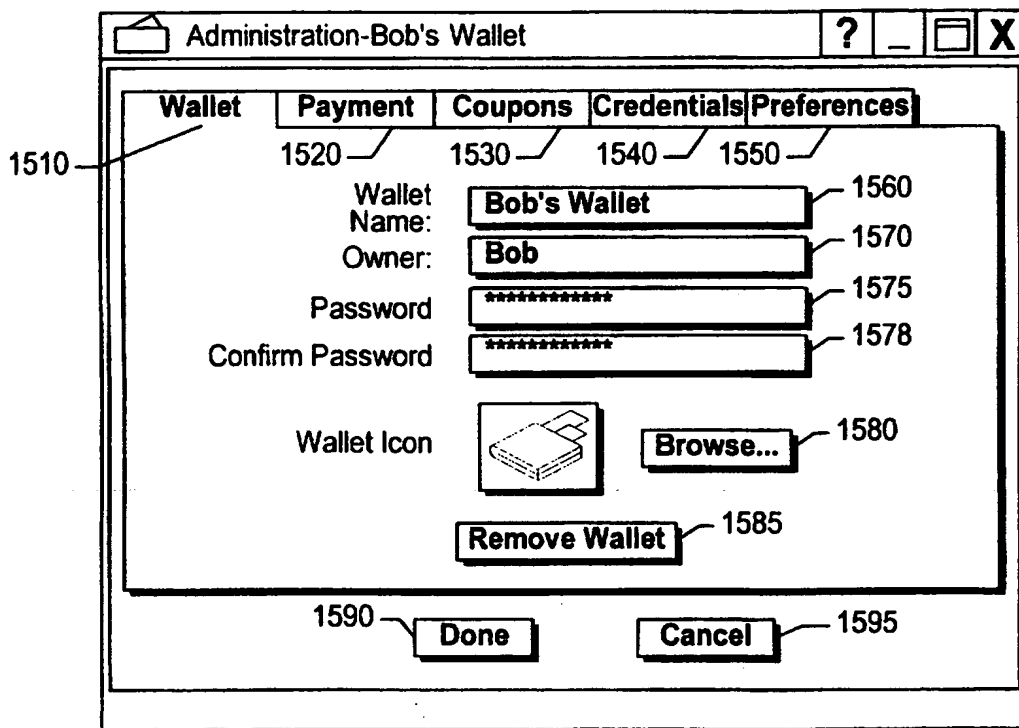 Administration-Bob's Wallet ? _ X
Wallet Payment Coupons Credentials Preferences
1510 1520 1530 1540 1550
Wallet Name: Bob's Wallet 1560
Owner: Bob 1570
Password ************ 1575
Confirm Password ************ 1578
Wallet Icon Browse... 1580
Remove Wallet 1585
1590 Done Cancel 1595